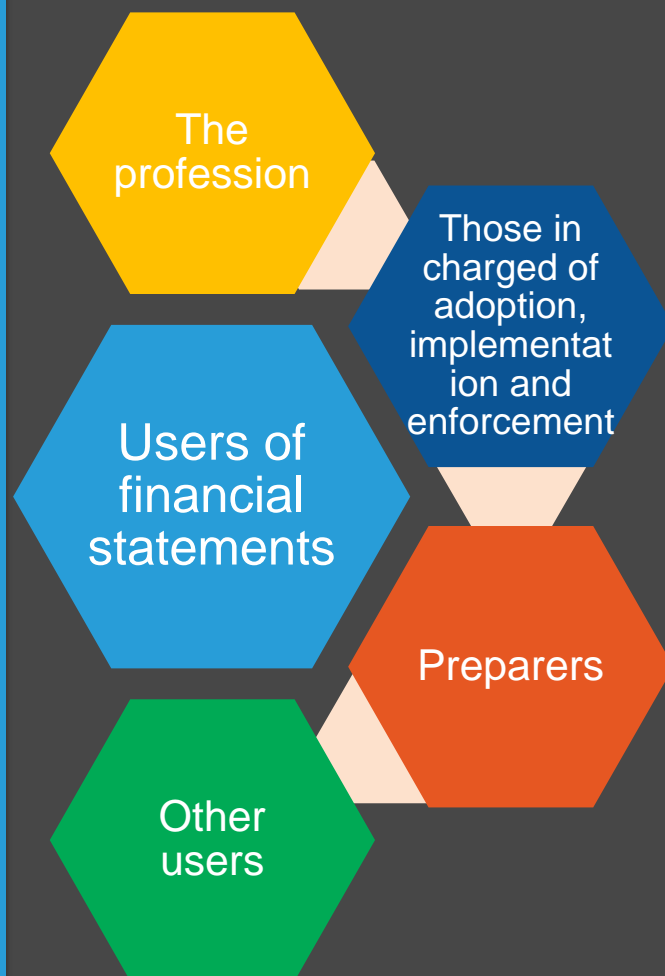 The
profession
Those in
charged of
adoption,
implementat
ion and
enforcement
Users of
financial
statements
Preparers
Other
users